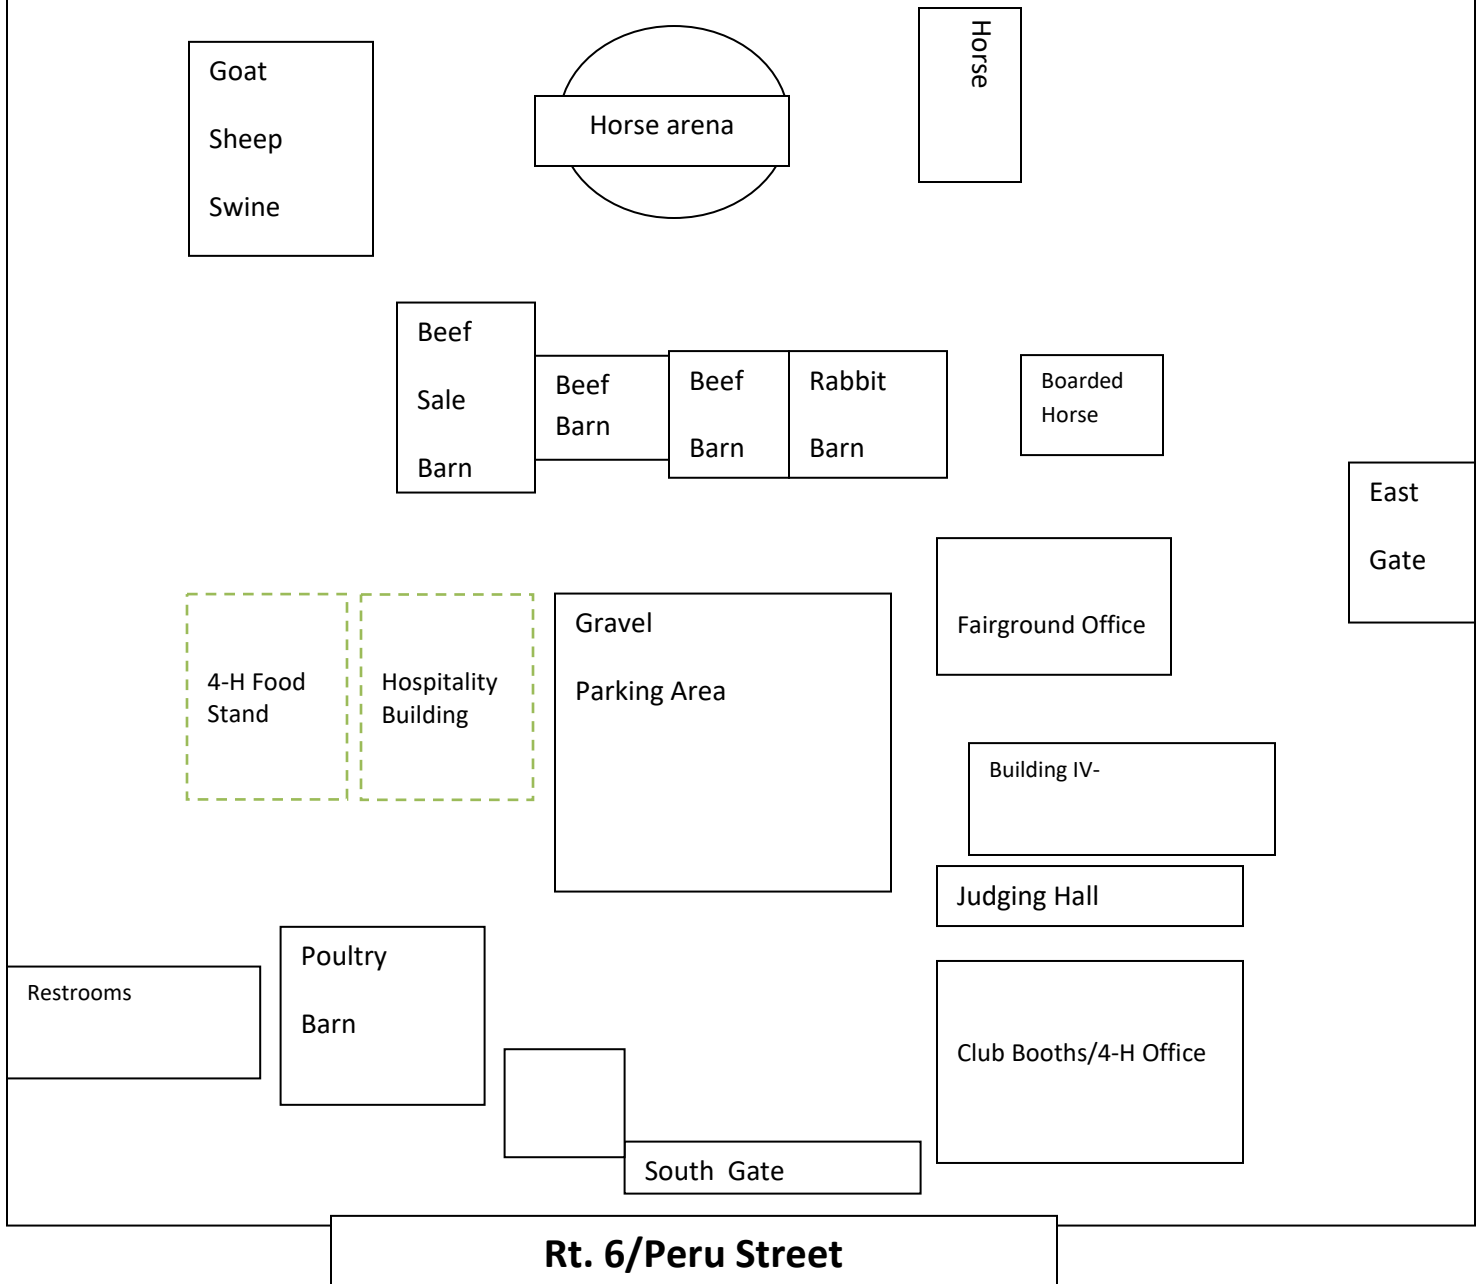 Goat
Sheep
Swine
Horse arena
Horse
Beef
Sale
Barn
Beef
Barn
Beef
Barn
Rabbit
Barn
Boarded
Horse
East
Gate
4-H Food
Stand
Hospitality
Building
Gravel
Parking Area
Fairground Office
Building IV-
Judging Hall
Restrooms
Poultry
Barn
Club Booths/4-H Office
South  Gate
Rt. 6/Peru Street